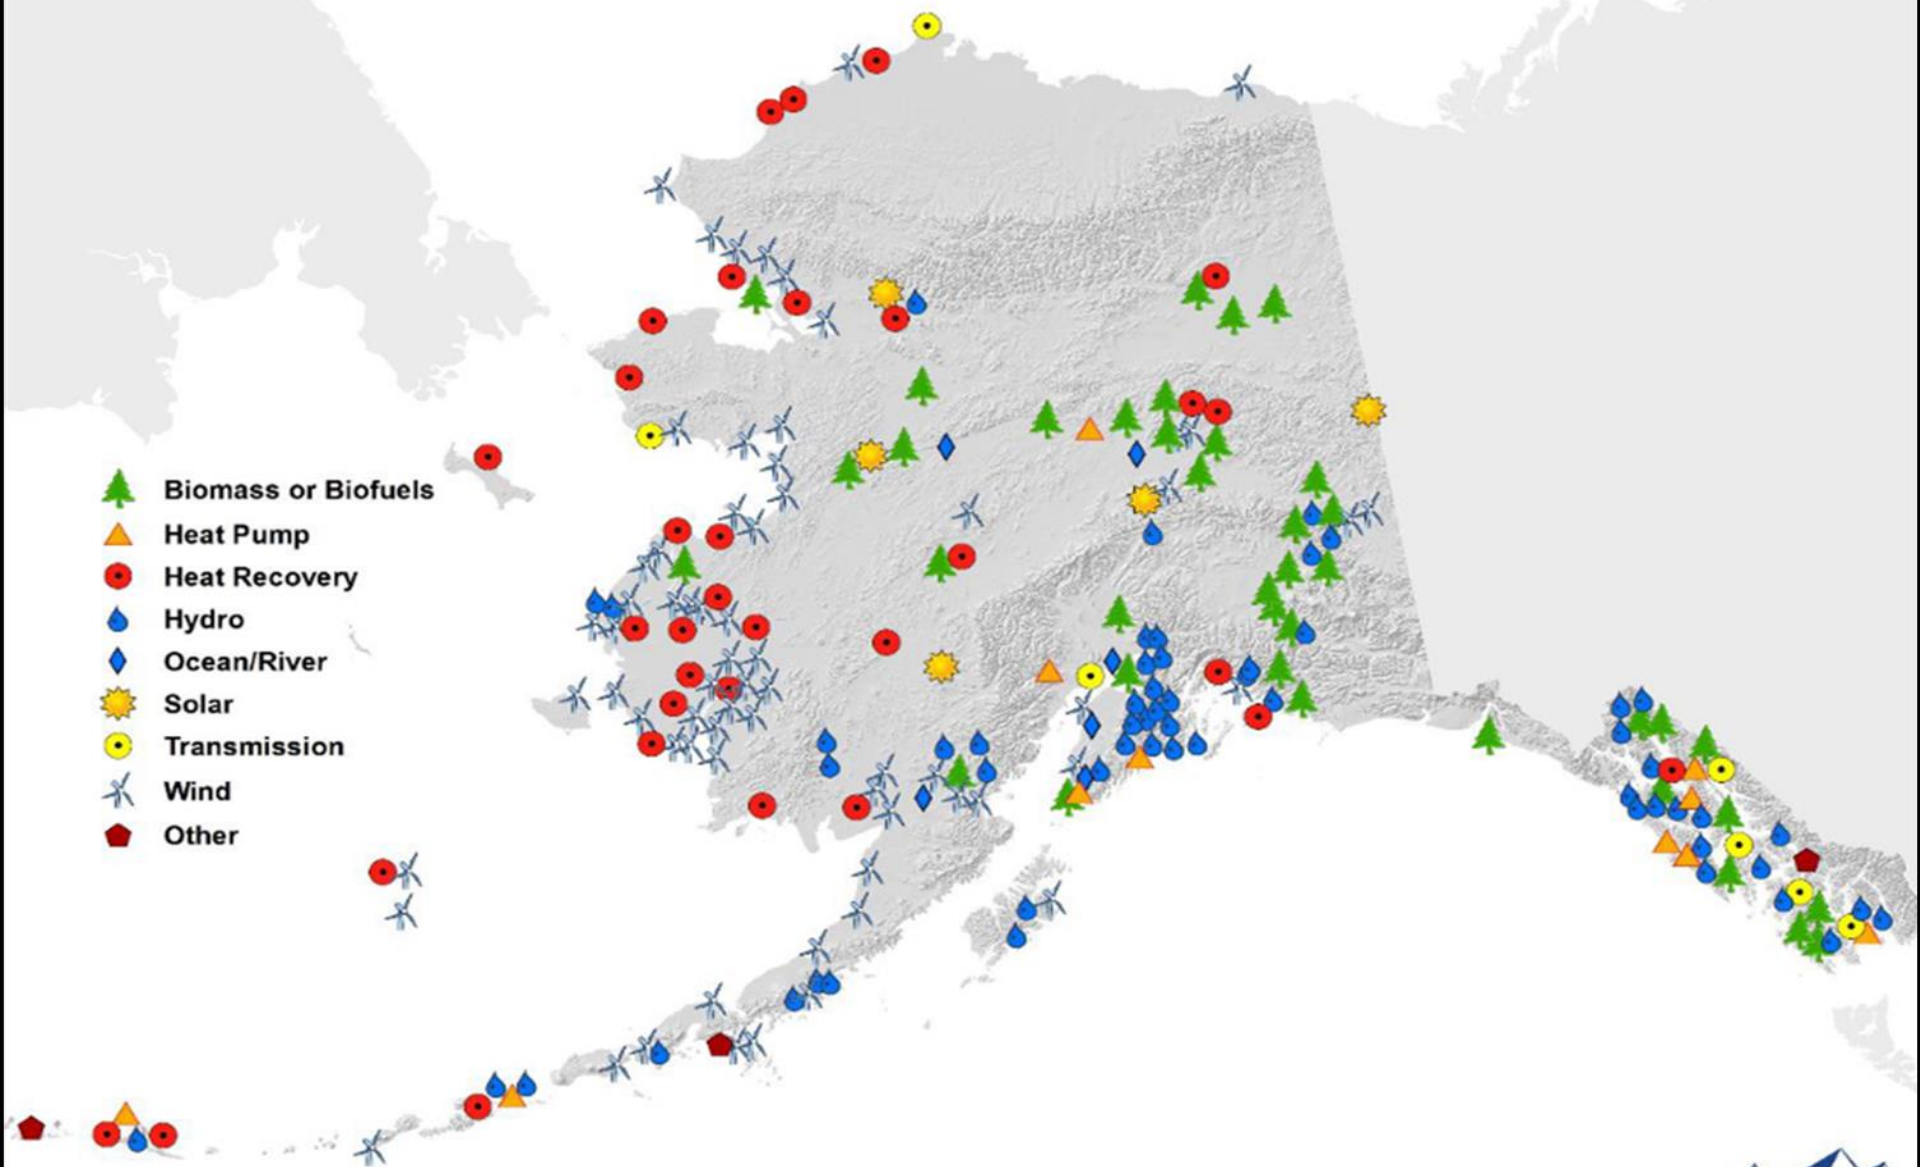 Biomass or Biofuels
Heat Pump
Heat Recovery
Hydro
Ocean/River
Solar
Transmission
Wind
Other